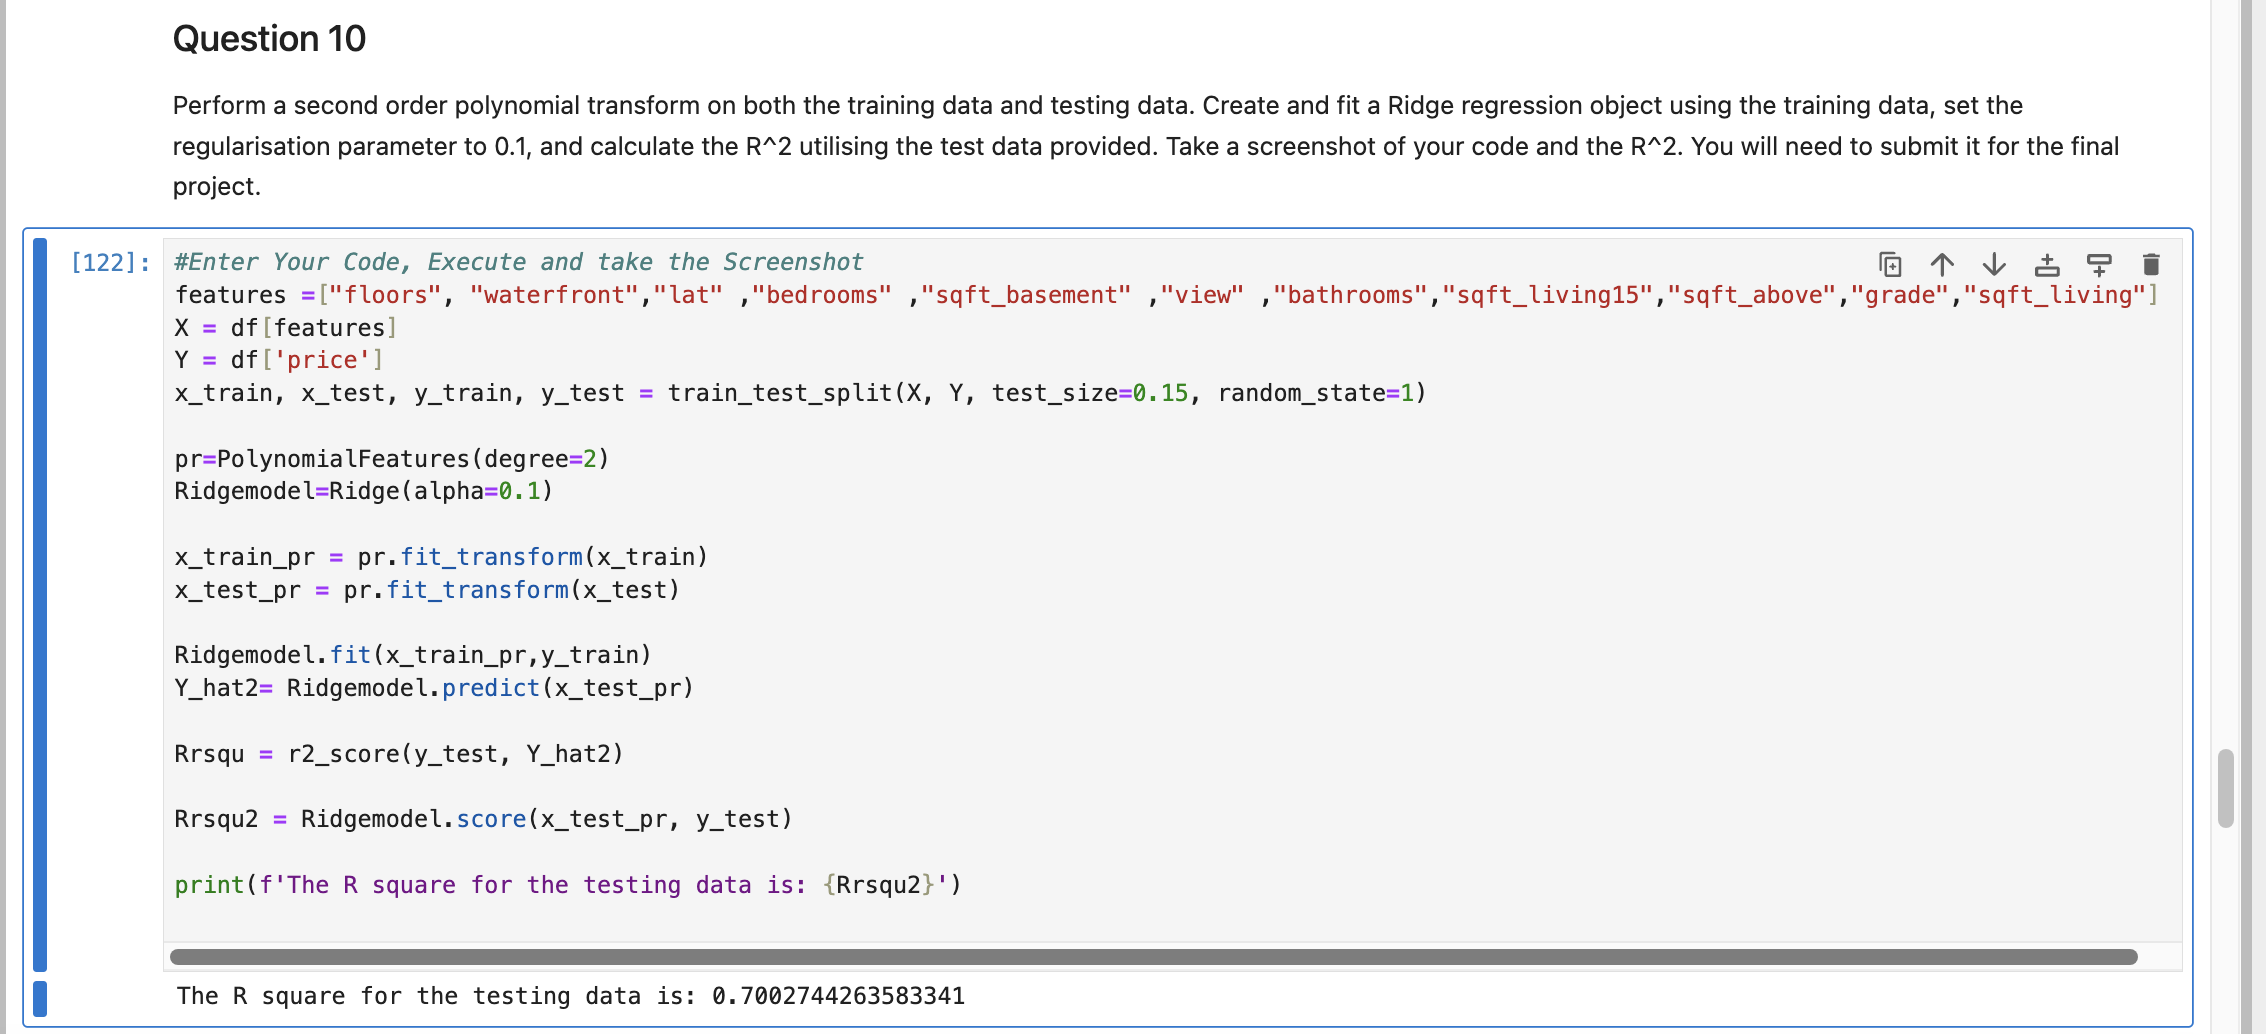 Question 10
Perform a second order polynomial transform on both the training data and testing data. Create and fit a Ridge regression object using the training data, set the
regularisation parameter to 0.1, and calculate the R^2 utilising the test data provided. Take a screenshot of your code and the R^2. You will need to submit it for the final
project.
[122]: #Enter Your Code, Execute and take the Screenshot
features =["floors", "waterfront","lat" ,"bedrooms" ,"sqft_basement" ,"view" ,"bathrooms","sqft_living15","sqft_above","grade","sqft_living"]
X = df[features]
Y = df['price']
x_train, x_test, y_train, y_test = train_test_split(X, Y, test_size=0.15, random_state=1)
pr=PolynomialFeatures(degree=2)
Ridgemodel=Ridge(alpha=0.1)
x_train_pr = pr.fit_transform(x_train)
x_test_pr = pr.fit_transform(x_test)
Ridgemodel.fit(x_train_pr,y_train)
Y_hat2= Ridgemodel.predict(x_test_pr)
Rrsqu = r2_score(y_test, Y_hat2)
Rrsqu2 = Ridgemodel.score(x_test_pr, y_test)
print(f'The R square for the testing data is: {Rrsqu2}')
The R square for the testing data is: 0.7002744263583341